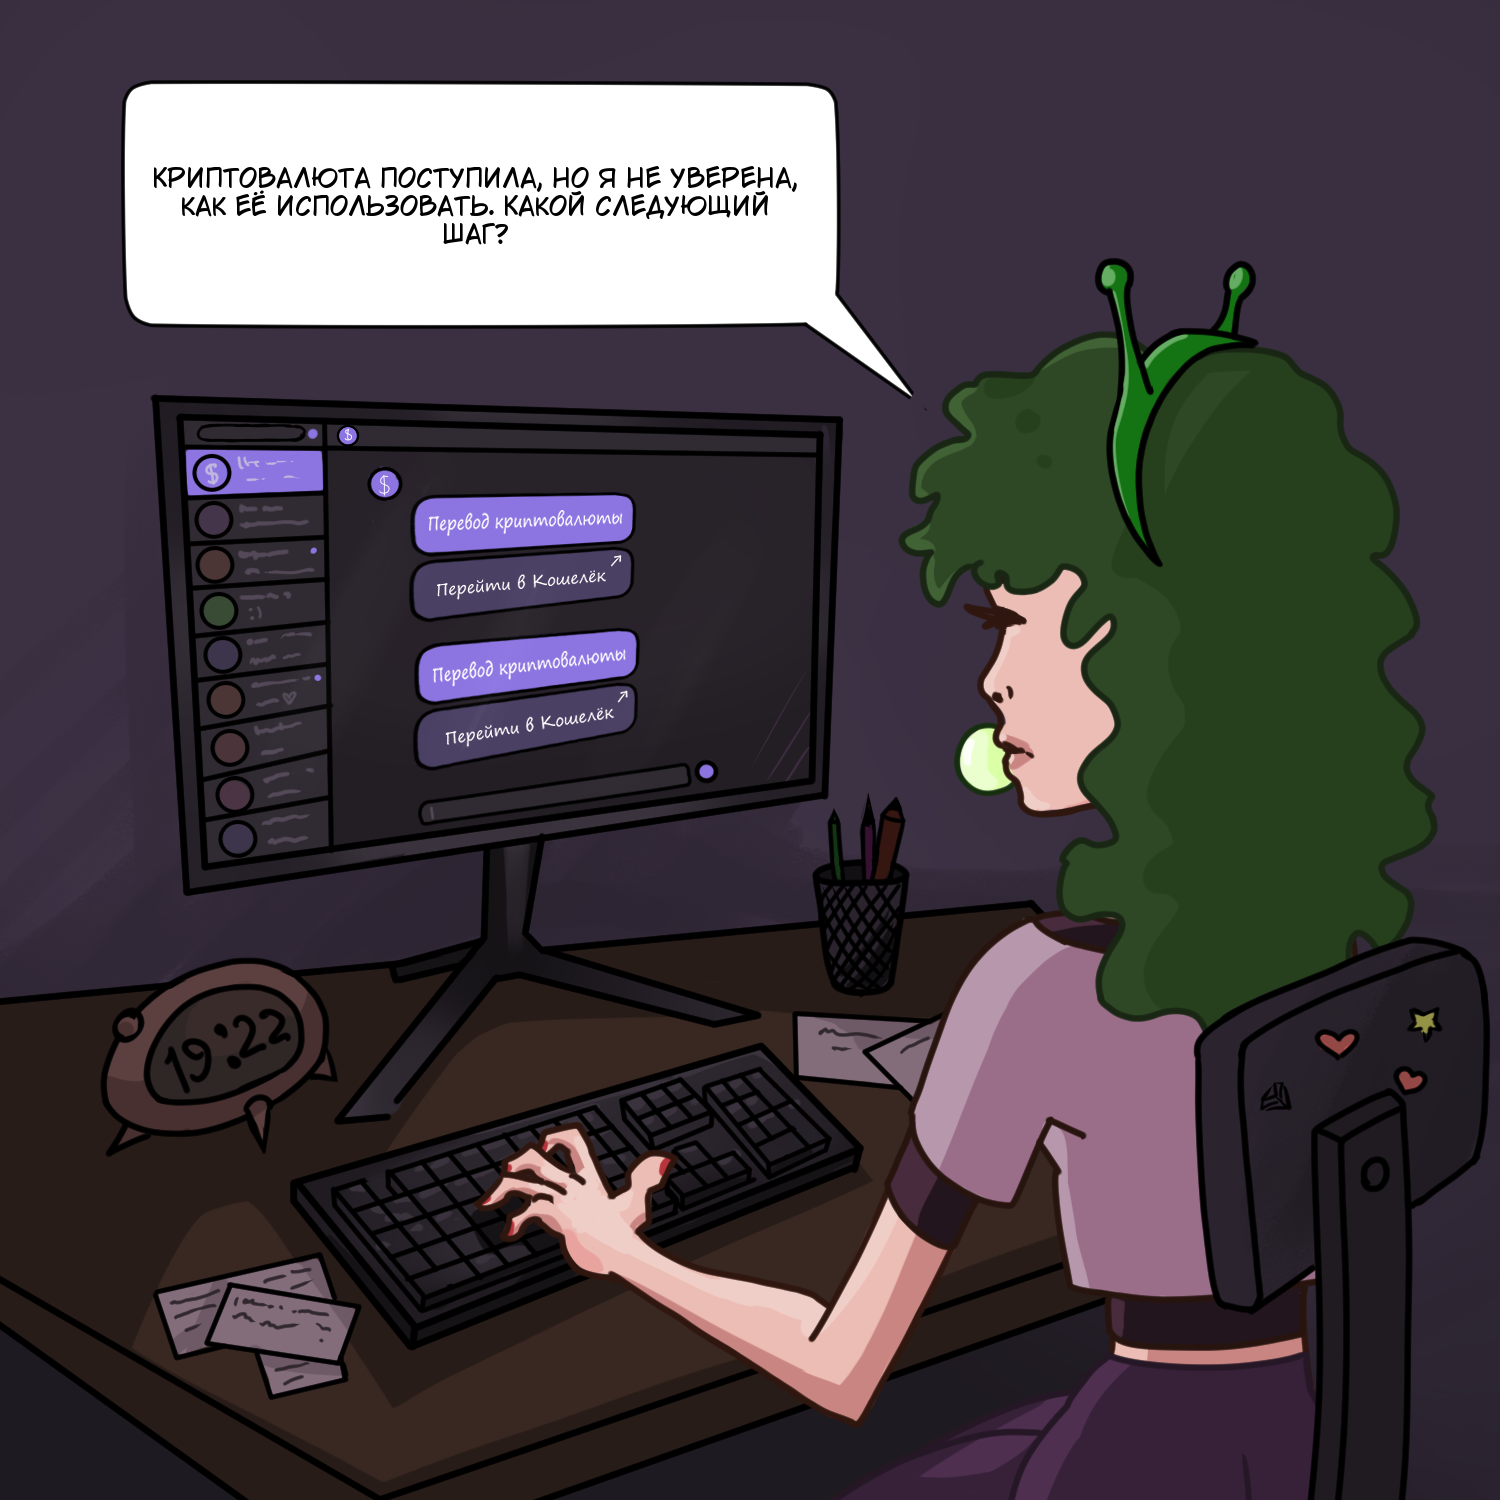 КРИПТОВАЛЮТА ПОСТУПИЛА, НО Я НЕ УВЕРЕНА,
КАК ЕЁ ИСПОЛЬЗОВАТЬ. КАКОЙ СЛЕДУЮЩИЙ
ШАГ?
$
$
$
Перевод криптовалюты
Перейти в Кошелёк
:)
Перевод криптовалюты
Перейти в Кошелёк
19:22